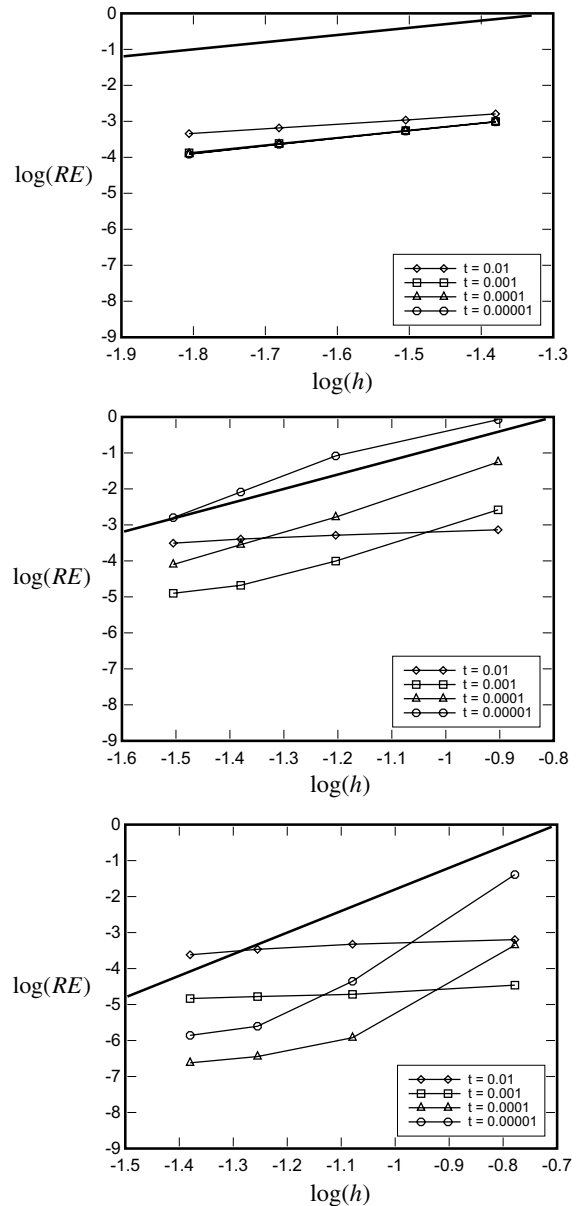 0
-1
-2
-3
-4
-5
-6
-7
-8
-9
log(RE)
t = 0.01
t = 0.001
t = 0.0001
t = 0.00001
-1.9 -1.8 -1.7 -1.6 -1.5 -1.4 -1.3
log(h)
0
-1
-2
-3
-4
-5
-6
-7
-8
-9
log(RE)
t = 0.01
t = 0.001
t = 0.0001
t = 0.00001
-1.6 -1.5 -1.4 -1.3 -1.2 -1.1 -1 -0.9 -0.8
log(h)
0
-1
-2
-3
-4
-5
-6
-7
-8
-9
log(RE)
t = 0.01
t = 0.001
t = 0.0001
t = 0.00001
-1.5 -1.4 -1.3 -1.2 -1.1 -1 -0.9 -0.8 -0.7
log(h)